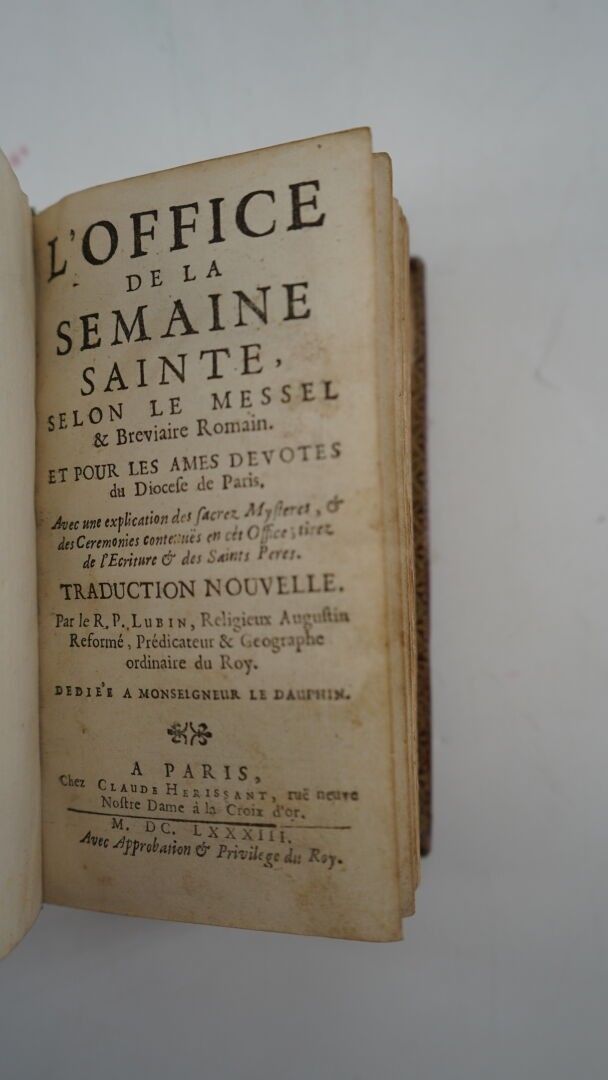 L'OFFICE
DE LA
SEMAINE
SAINTE,
SELON LE MESSEL
& Breviaire Romain.
ET POUR LES AMES DEVOTES
du Diocese de Paris,
Avec une explication des sacrez Mysteres, &
des Ceremonies contenuës en cét Office; tirez
de l'Ecriture & des Saints Peres.
TRADUCTION NOUVELLE.
Par le R. P. LUBIN, Religieux Augustin
Reformé, Prédicateur & Geographe
ordinaire du Roy.
DEDIE'E A MONSEIGNEUR LE DAUPHIN.
A PARIS,
Chez CLAUDE HERISSANT, ruë neuve
Nostre Dame à la Croix d'or.
M. DC. LXXXIII.
Avec Approbation & Privilege du Roy.